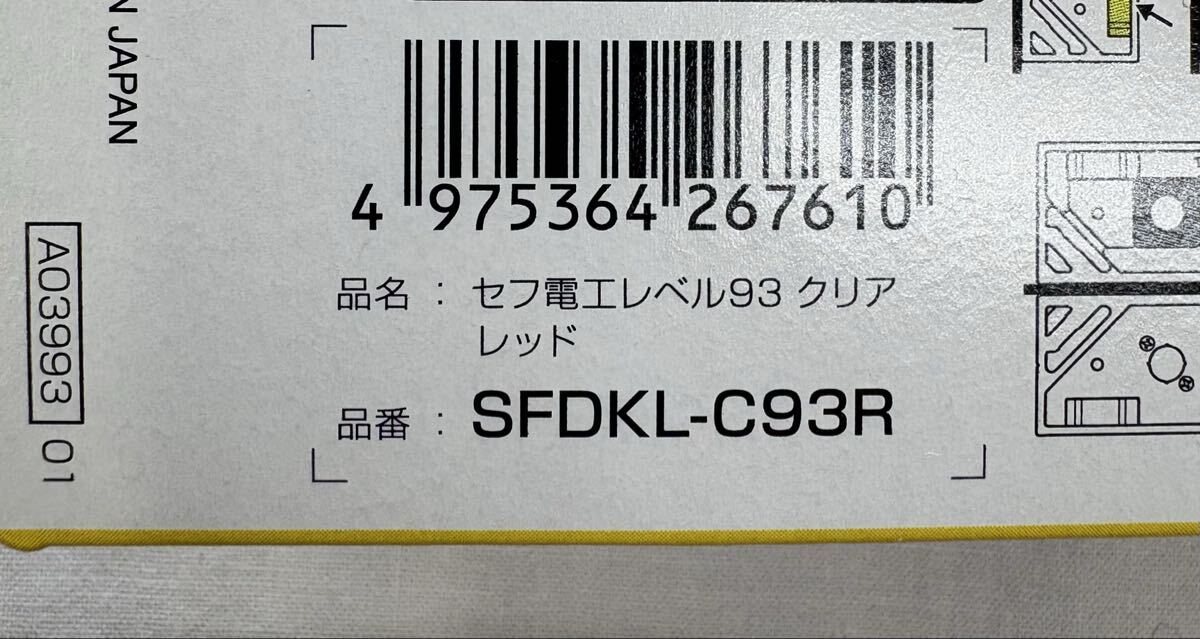 N JAPAN
4 975364 267610
品名 : セフ電工レベル93 クリア
レッド
品番 : SFDKL-C93R
A03993 01